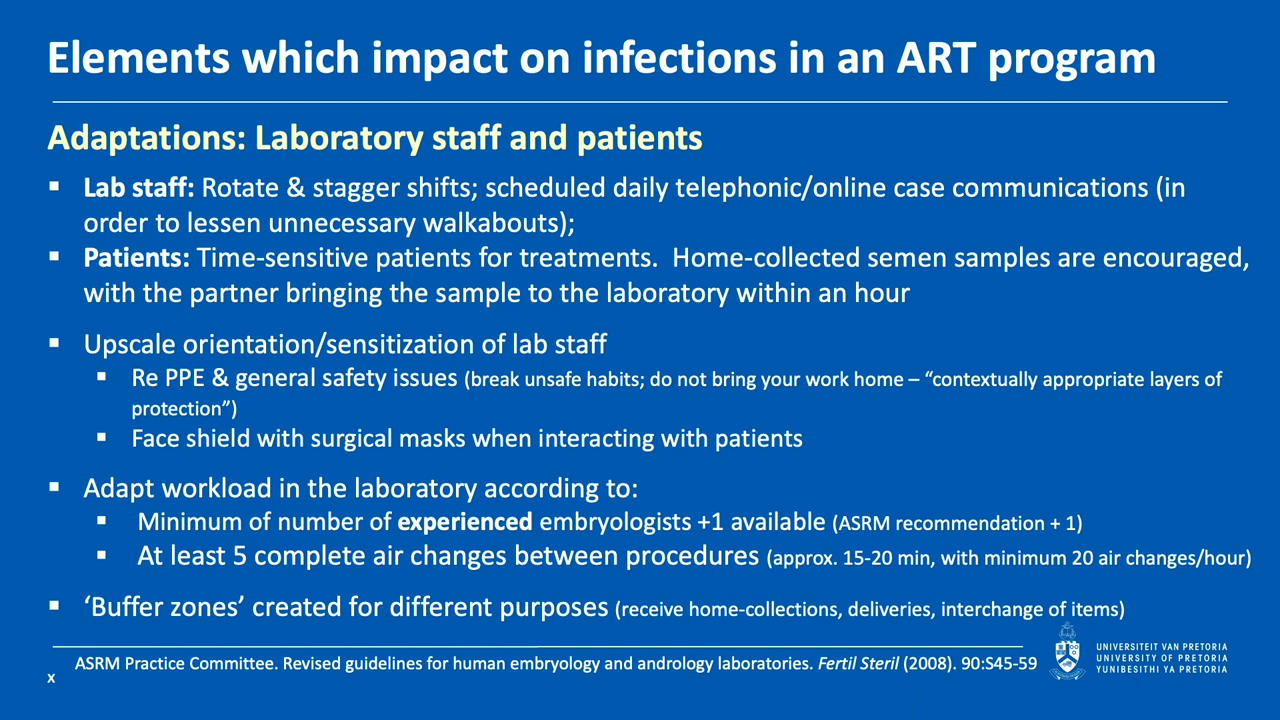 Elements which impact on infections in an ART program
Adaptations: Laboratory staff and patients
▪ Lab staff: Rotate & stagger shifts; scheduled daily telephonic/online case communications (in
order to lessen unnecessary walkabouts);
▪ Patients: Time-sensitive patients for treatments.  Home-collected semen samples are encouraged,
with the partner bringing the sample to the laboratory within an hour
▪ Upscale orientation/sensitization of lab staff
▪ Re PPE & general safety issues (break unsafe habits; do not bring your work home – “contextually appropriate layers of
protection”)
▪ Face shield with surgical masks when interacting with patients
▪ Adapt workload in the laboratory according to:
▪ Minimum of number of experienced embryologists +1 available (ASRM recommendation + 1)
▪ At least 5 complete air changes between procedures (approx. 15-20 min, with minimum 20 air changes/hour)
▪ ‘Buffer zones’ created for different purposes (receive home-collections, deliveries, interchange of items)
ASRM Practice Committee. Revised guidelines for human embryology and andrology laboratories. Fertil Steril (2008). 90:S45-59
x
UNIVERSITEIT VAN PRETORIA
UNIVERSITY OF PRETORIA
YUNIBESITHI YA PRETORIA